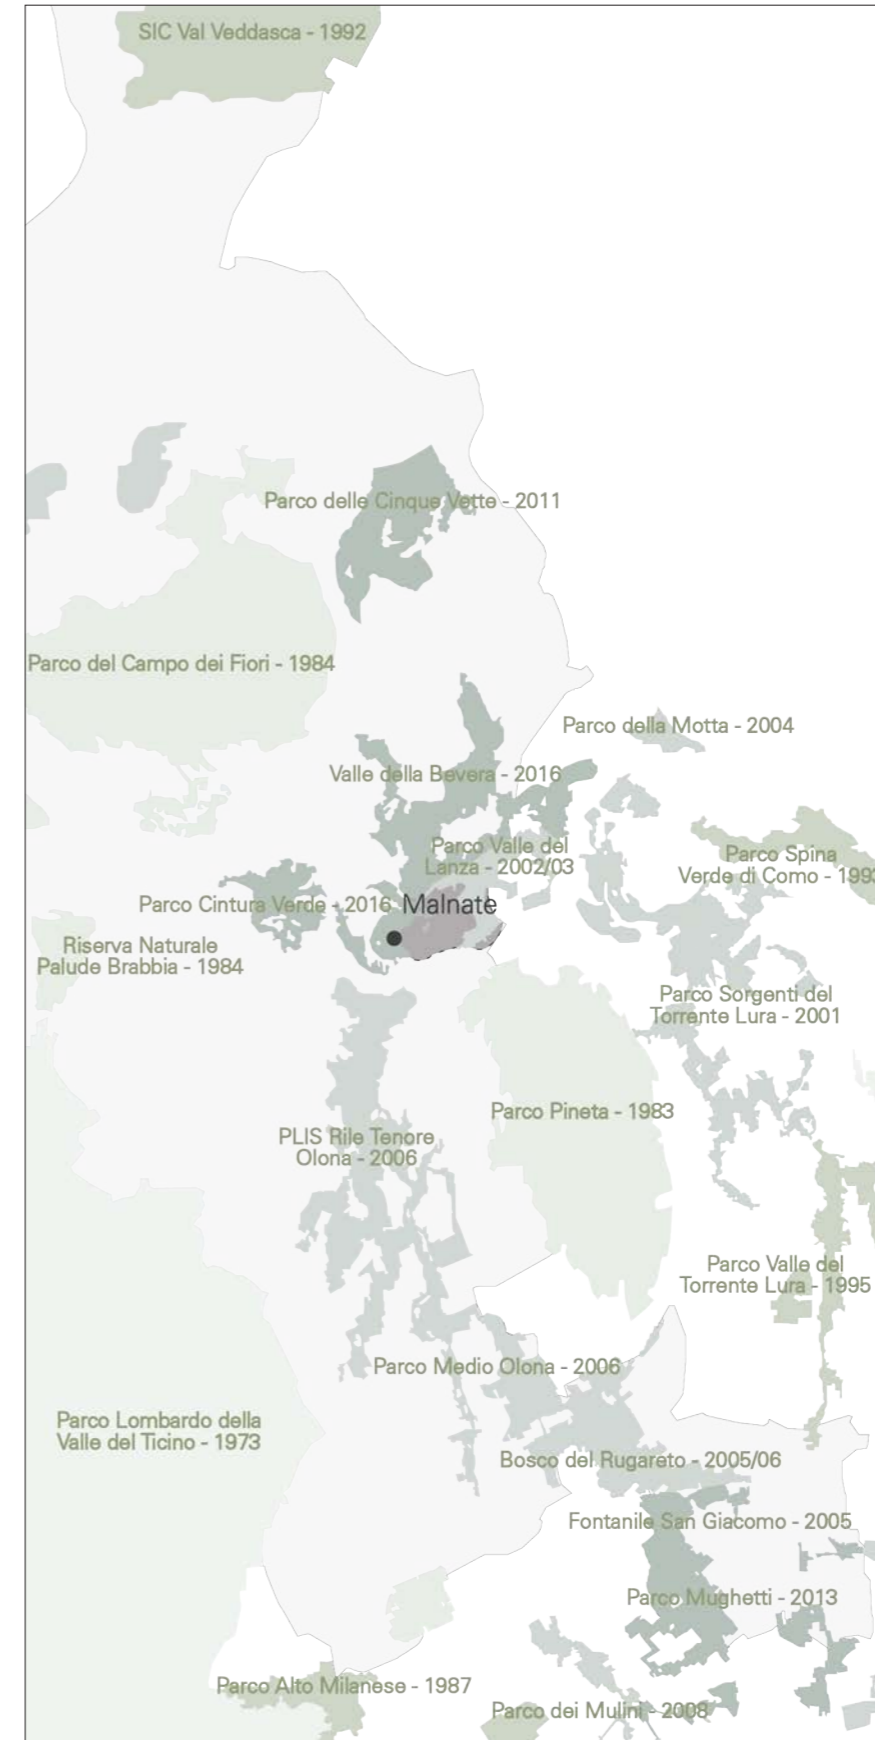 SIC Val Veddasca - 1992
Parco delle Cinque Vette - 2011
Parco del Campo dei Fiori - 1984
Parco della Motta - 2004
Valle della Bevera - 2016
Parco Valle del
Lanza - 2002/03
Parco Spina
Verde di Como - 1993
Parco Cintura Verde - 2016
Malnate
Riserva Naturale
Palude Brabbia - 1984
Parco Sorgenti del
Torrente Lura - 2001
Parco Pineta - 1983
PLIS Rile Tenore
Olona - 2006
Parco Valle del
Torrente Lura - 1995
Parco Medio Olona - 2006
Parco Lombardo della
Valle del Ticino - 1973
Bosco del Rugareto - 2005/06
Fontanile San Giacomo - 2005
Parco Mughetti - 2013
Parco Alto Milanese - 1987
Parco dei Mulini - 2008